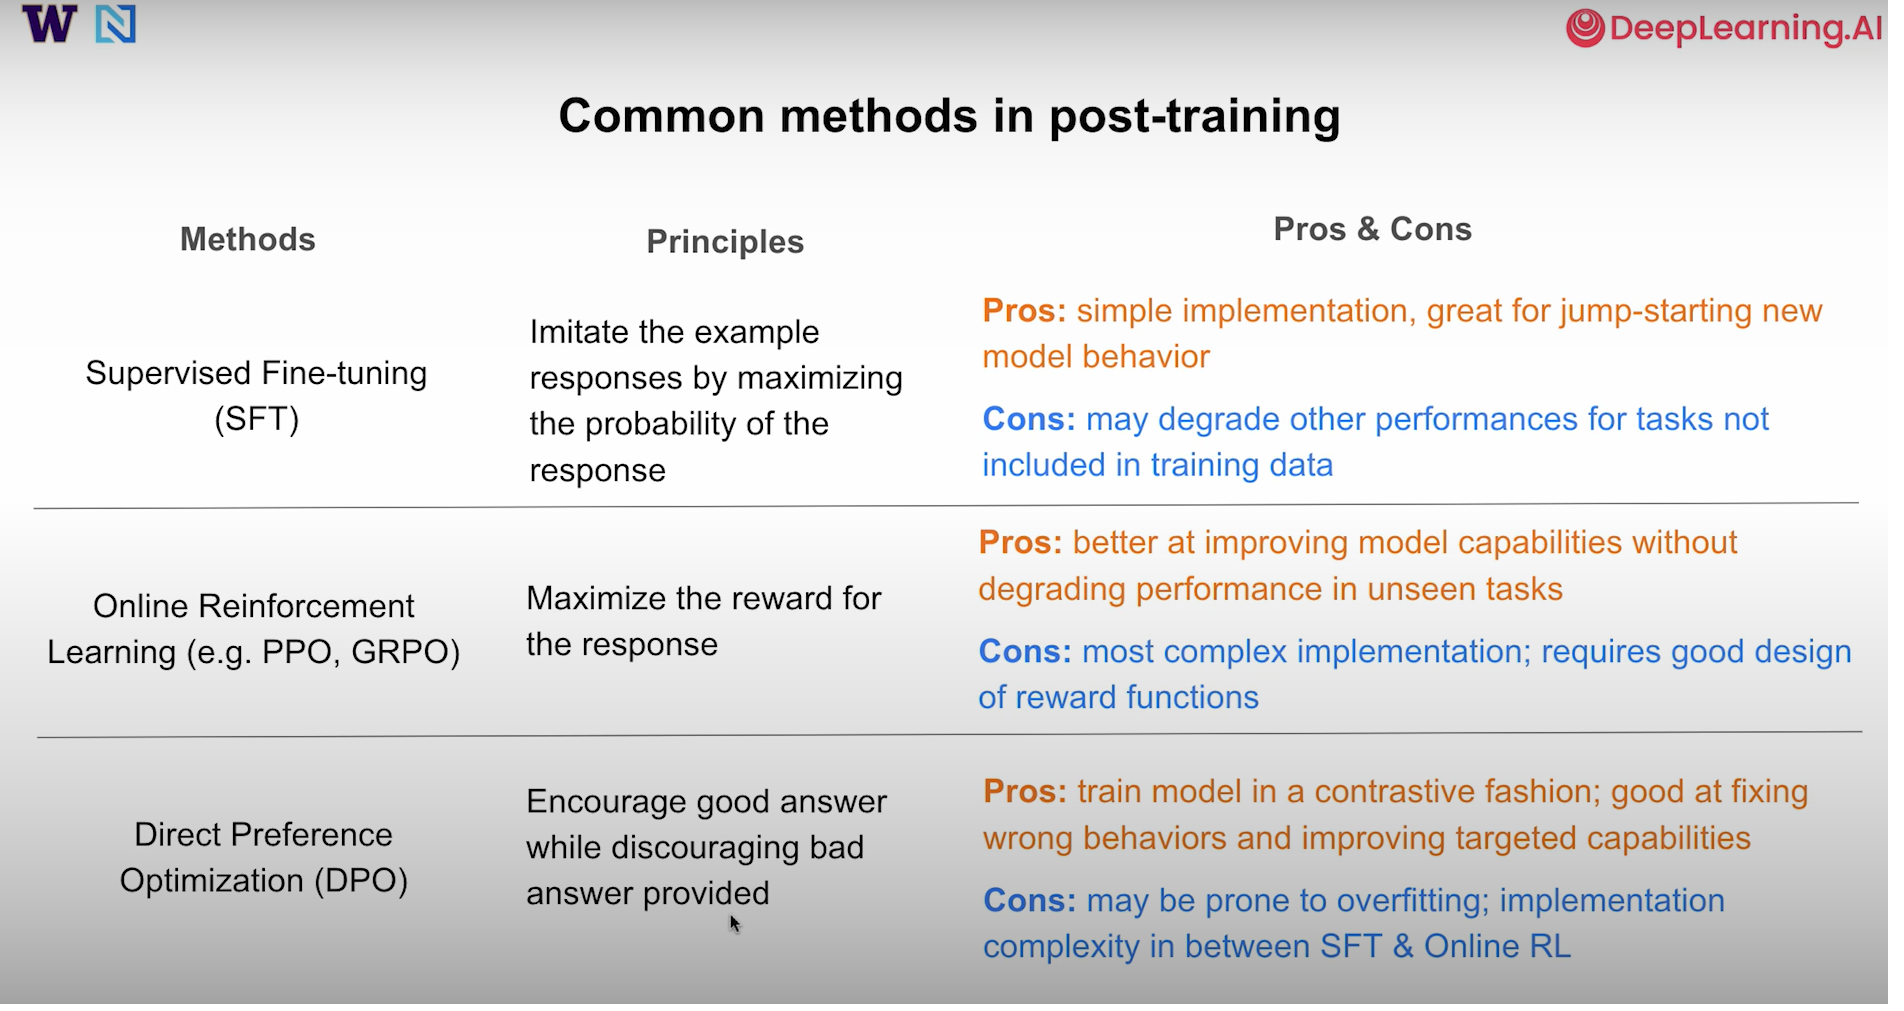 W N
DeepLearning.AI
Common methods in post-training
Methods
Principles
Pros & Cons
Supervised Fine-tuning
(SFT)
Imitate the example
responses by maximizing
the probability of the
response
Pros: simple implementation, great for jump-starting new
model behavior
Cons: may degrade other performances for tasks not
included in training data
Online Reinforcement
Learning (e.g. PPO, GRPO)
Maximize the reward for
the response
Pros: better at improving model capabilities without
degrading performance in unseen tasks
Cons: most complex implementation; requires good design
of reward functions
Direct Preference
Optimization (DPO)
Encourage good answer
while discouraging bad
answer provided
Pros: train model in a contrastive fashion; good at fixing
wrong behaviors and improving targeted capabilities
Cons: may be prone to overfitting; implementation
complexity in between SFT & Online RL